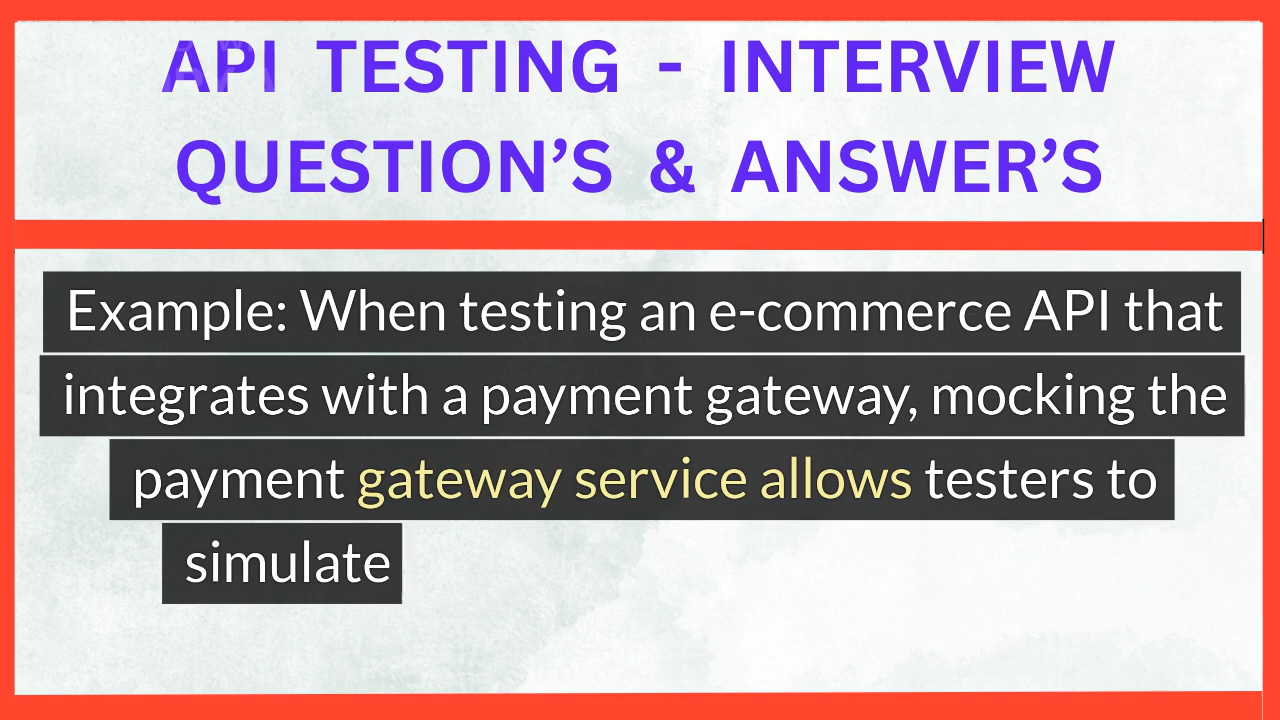 API TESTING - INTERVIEW
QUESTION’S & ANSWER’S
Example: When testing an e-commerce API that
integrates with a payment gateway, mocking the
payment gateway service allows testers to
simulate